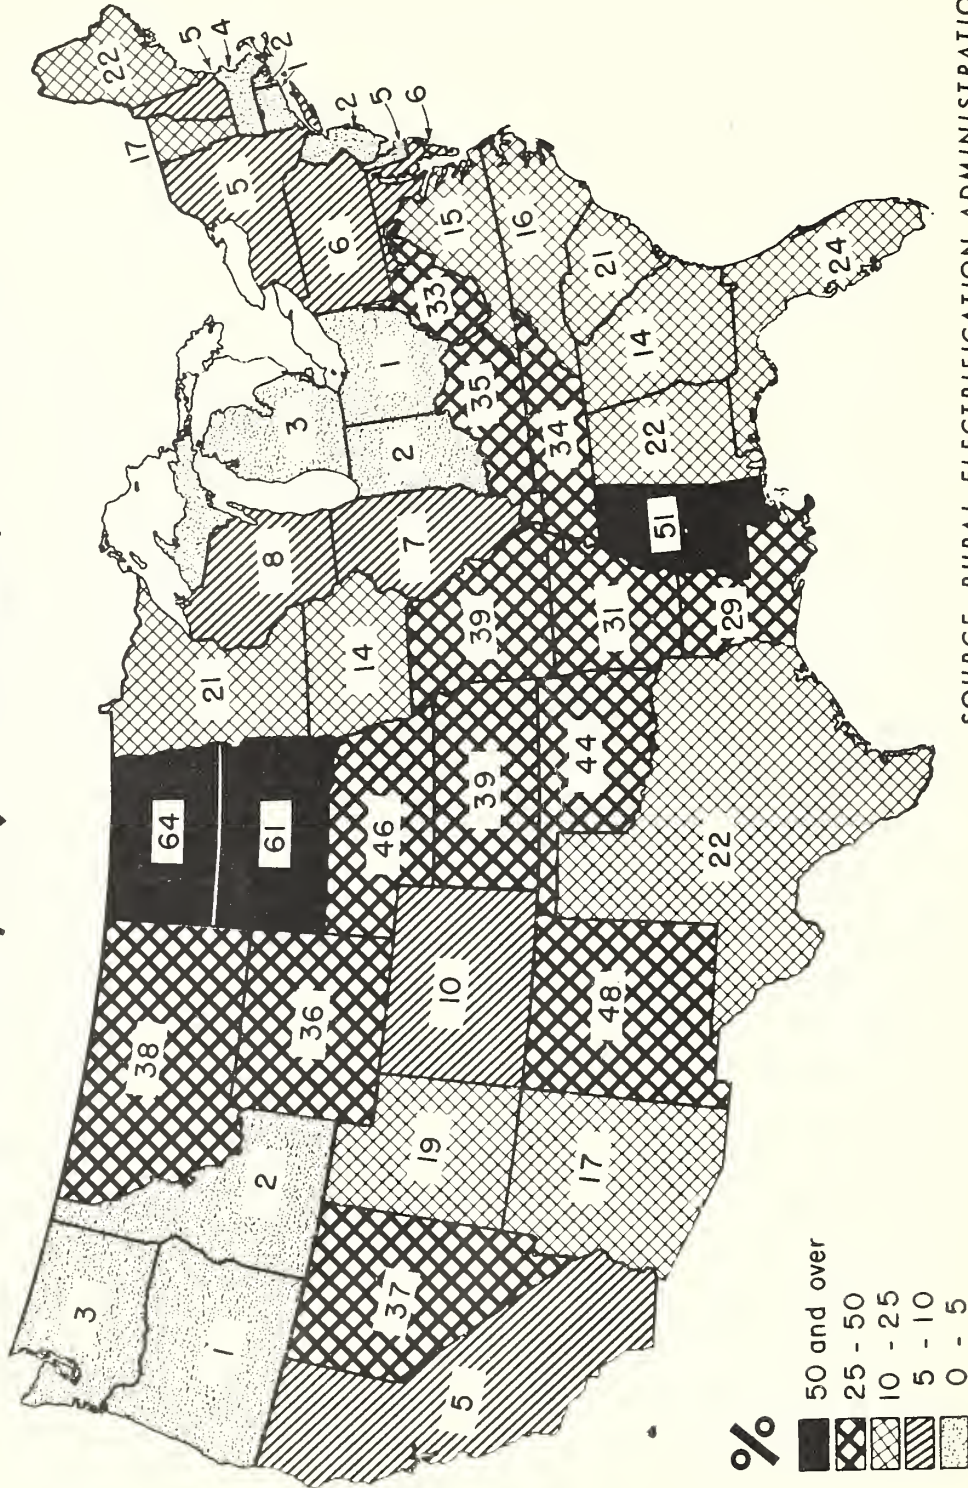 3 38 64 21 17 22
1 2 61 8 5 5
4
36 3 2
1
37 46 14 7 2 1 6 2
5
6
5 19 10 39 39 35 33 15
17 48 44 31 34 16
22 29 51 22 14 21
24
%
50 and over
25 - 50
10 - 25
5 - 10
0 - 5
SOURCE RURAL ELECTRIFICATION ADMINISTRATIO